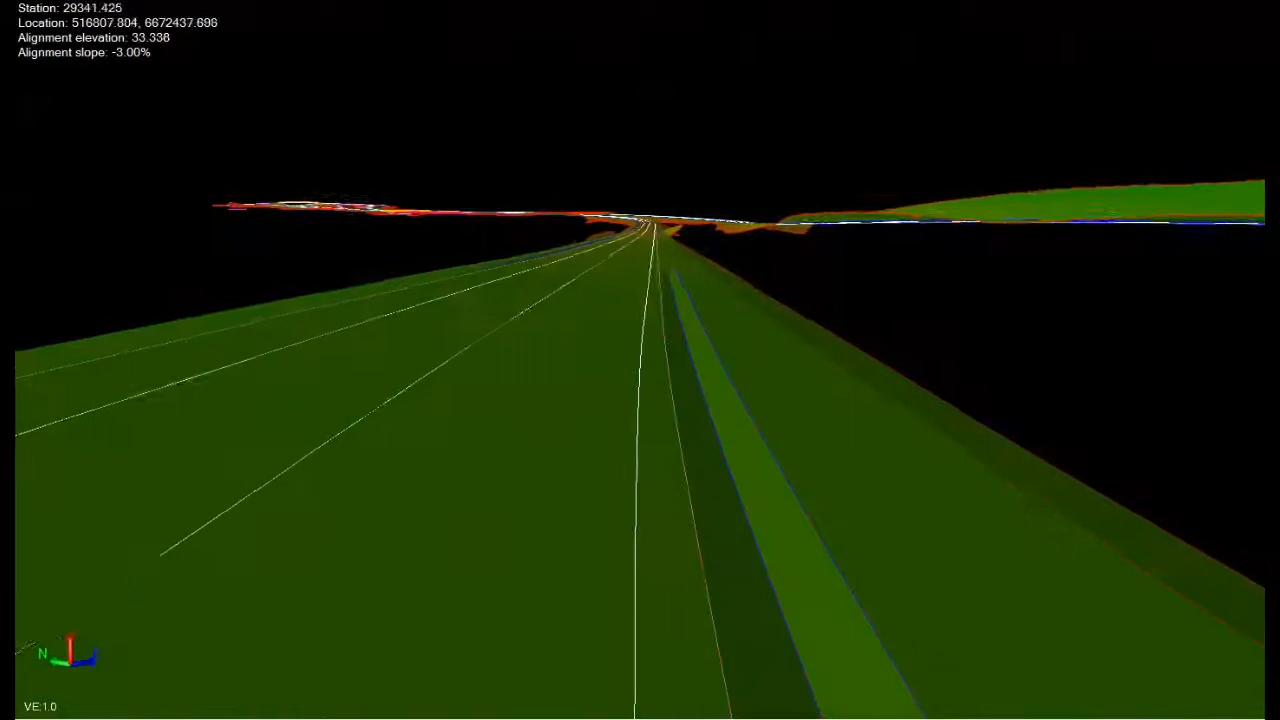 Station: 29341.425
Location: 516807.804, 6672437.698
Alignment elevation: 33.338
Alignment slope: -3.00%
N
VE:1.0